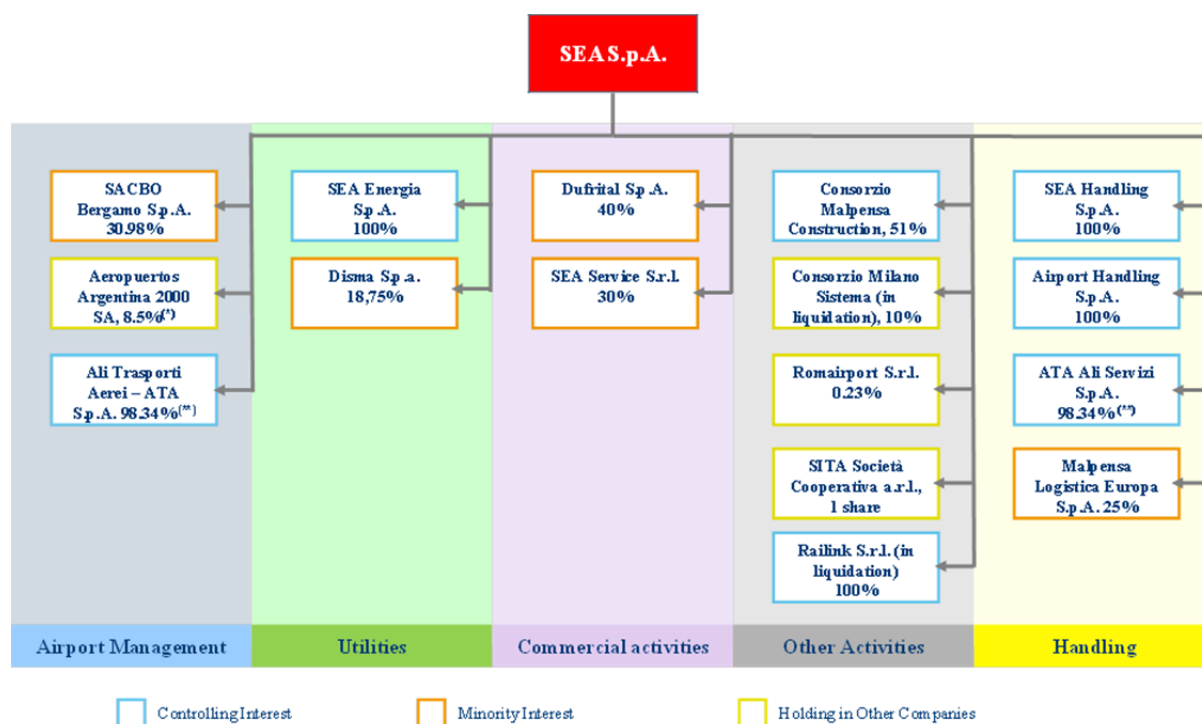 SEA S.p.A.
SACBO
Bergamo S.p.A.
30.98%
Aeropuertos
Argentina 2000
SA, 8.5%(*)
Ali Trasporti
Aerei – ATA
S.p.A. 98.34%(**)
Airport Management
SEA Energia
S.p.A.
100%
Disma S.p.a.
18,75%
Utilities
Dufrital S.p.A.
40%
SEA Service S.r.l.
30%
Commercial activities
Consorzio
Malpensa
Construction, 51%
Consorzio Milano
Sistema (in
liquidation), 10%
Romairport S.r.l.
0.23%
SITA Società
Cooperativa a.r.l.,
1 share
Railink S.r.l. (in
liquidation)
100%
Other Activities
SEA Handling
S.p.A.
100%
Airport Handling
S.p.A.
100%
ATA Ali Servizi
S.p.A.
98.34%(**)
Malpensa
Logistica Europa
S.p.A. 25%
Handling
Controlling Interest
Minority Interest
Holding in Other Companies